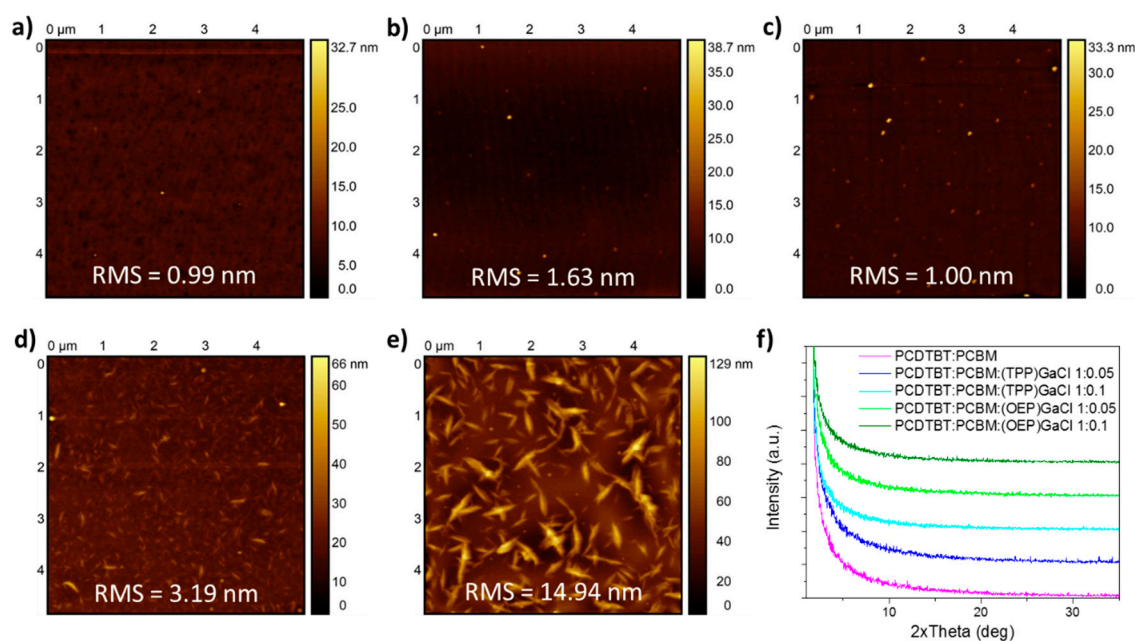 a)
0 µm 1 2 3 4
0
1
2
3
4
32.7 nm
25.0
20.0
15.0
10.0
5.0
0.0
RMS = 0.99 nm
b)
0 µm 1 2 3 4
0
1
2
3
4
38.7 nm
35.0
30.0
25.0
20.0
15.0
10.0
0.0
RMS = 1.63 nm
c)
0 µm 1 2 3 4
0
1
2
3
4
33.3 nm
30.0
25.0
20.0
15.0
10.0
0.0
RMS = 1.00 nm
d)
0 µm 1 2 3 4
0
1
2
3
4
66 nm
60
50
40
30
20
10
0
RMS = 3.19 nm
e)
0 µm 1 2 3 4
0
1
2
3
4
129 nm
100
80
60
40
20
0
RMS = 14.94 nm
f)
PCDTBT:PCBM
PCDTBT:PCBM:(TPP)GaCl 1:0.05
PCDTBT:PCBM:(TPP)GaCl 1:0.1
PCDTBT:PCBM:(OEP)GaCl 1:0.05
PCDTBT:PCBM:(OEP)GaCl 1:0.1
Intensity (a.u.)
10 20 30
2xTheta (deg)